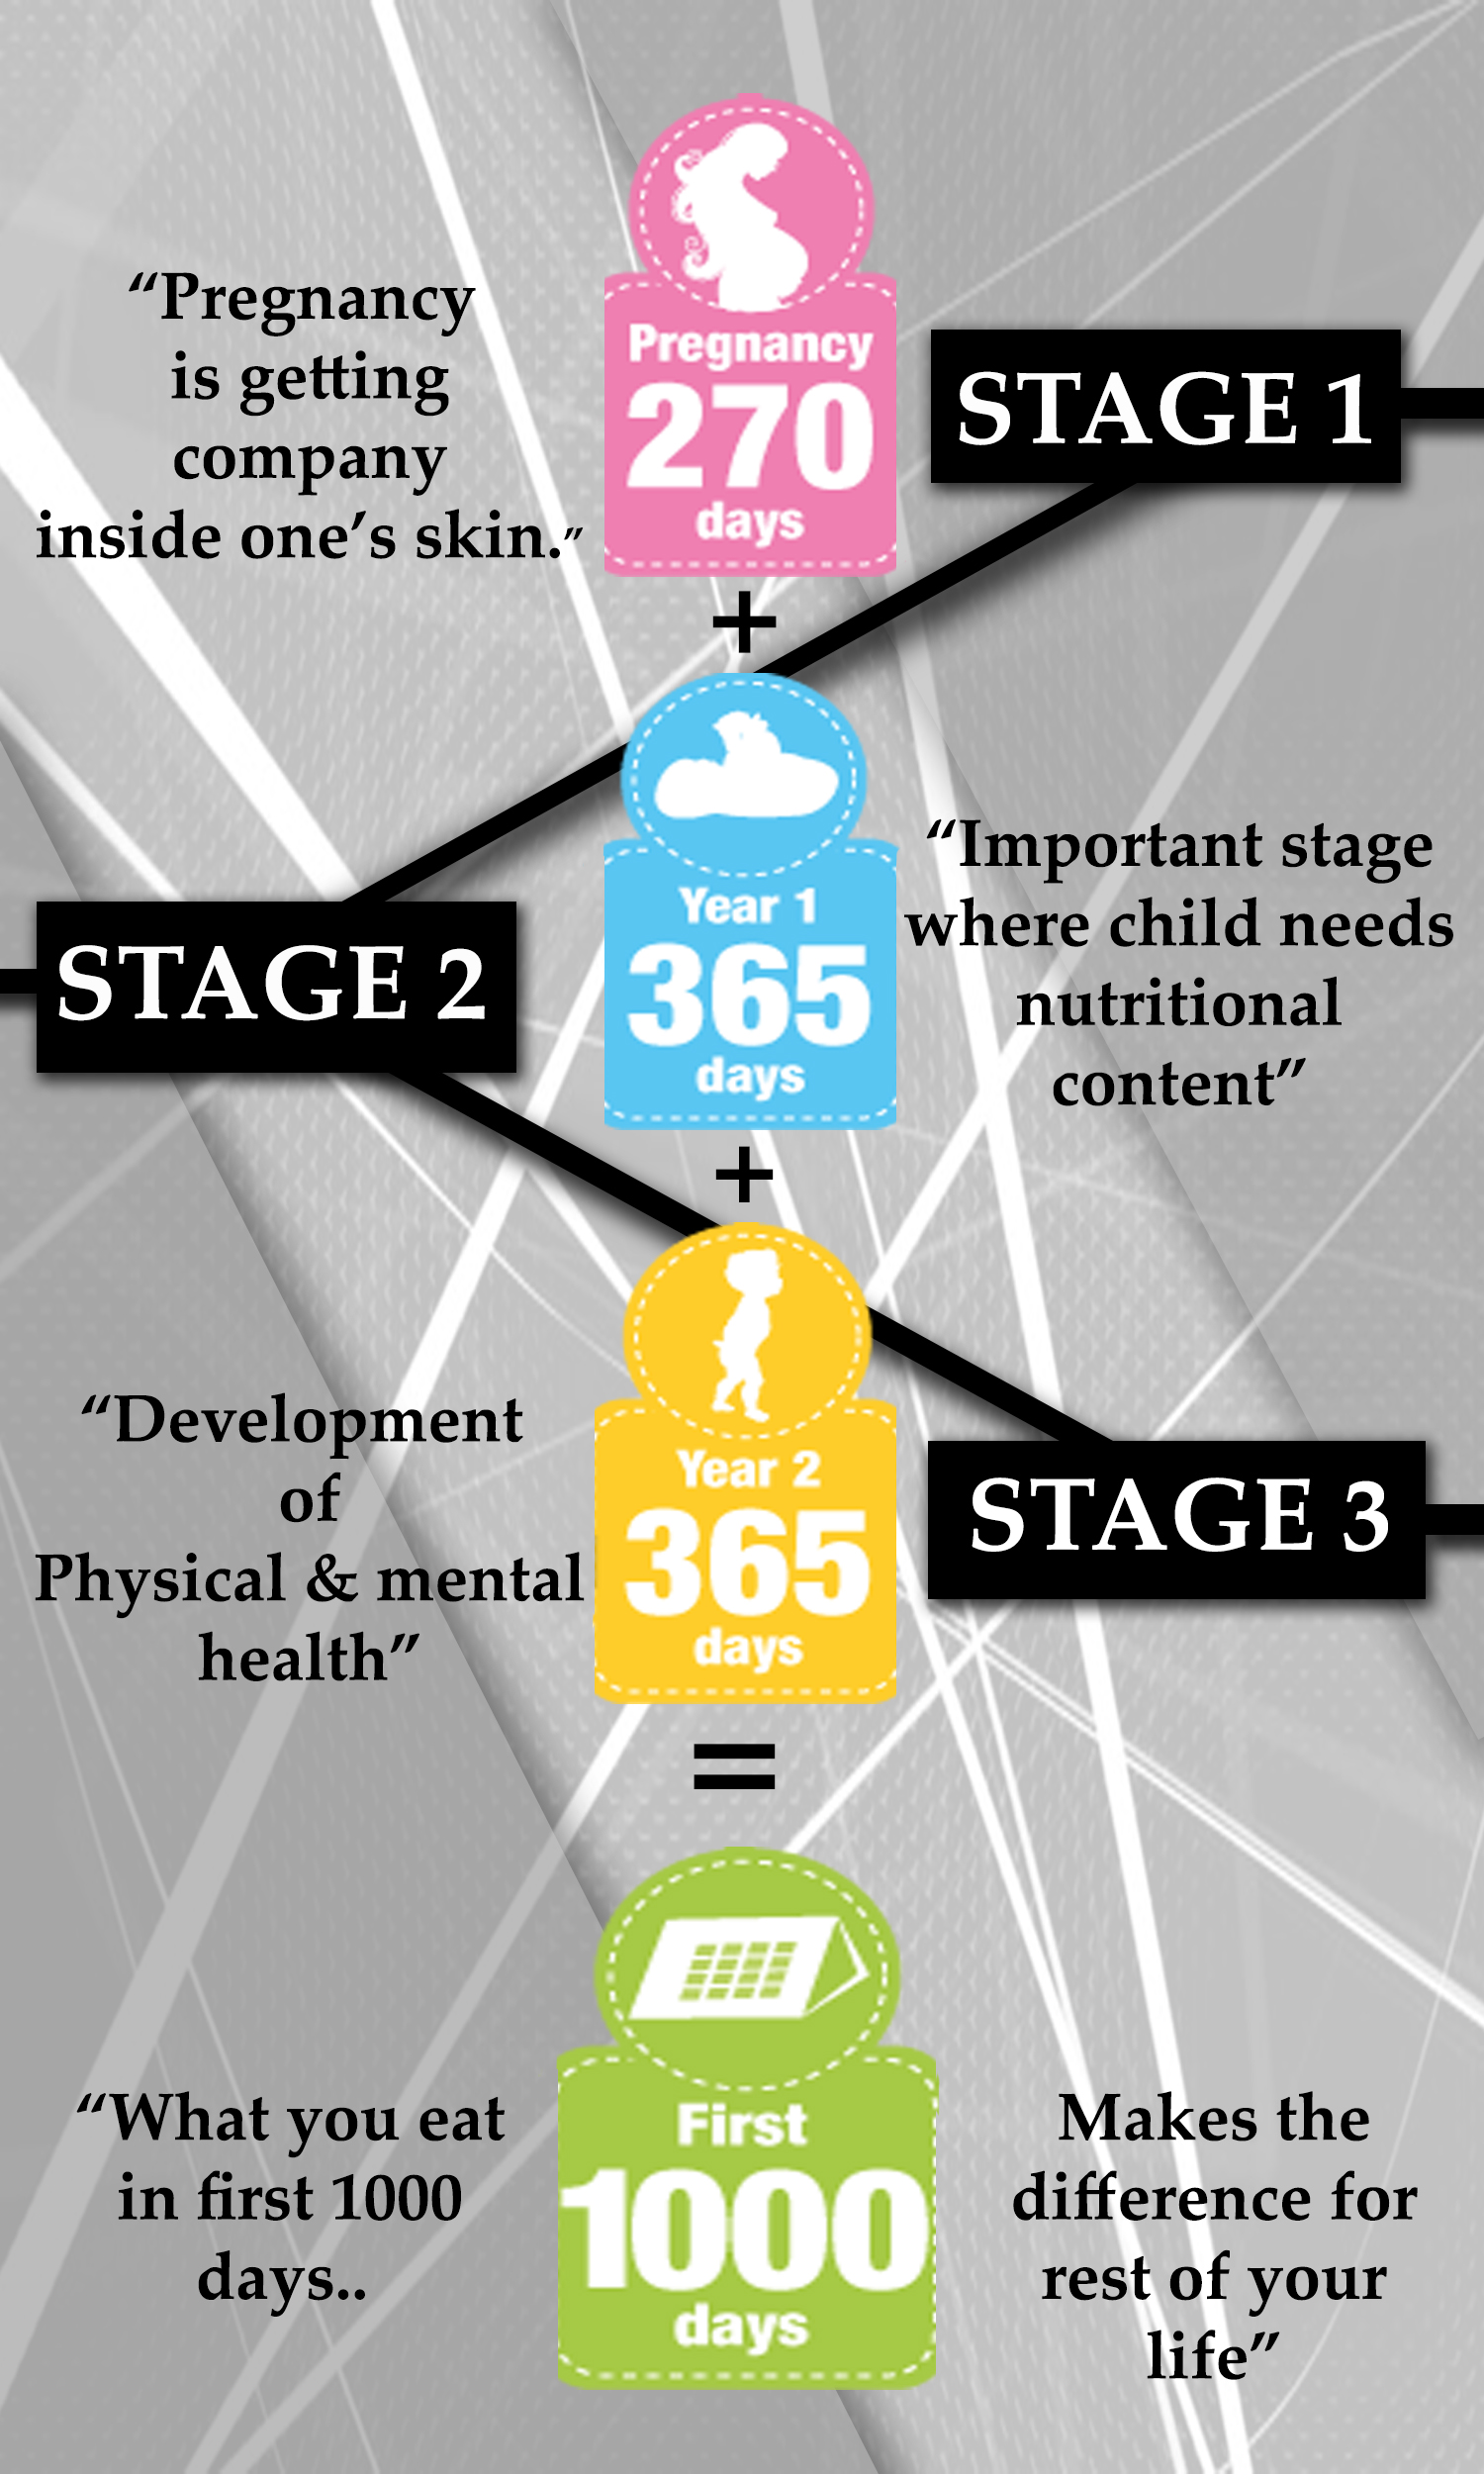 “Pregnancy
is getting
company
inside one’s skin.”
Pregnancy
270
days
STAGE 1
+
STAGE 2
Year 1
365
days
“Important stage
where child needs
nutritional
content”
+
“Development
of
Physical & mental
health”
Year 2
365
days
STAGE 3
=
“What you eat
in first 1000
days..
First
1000
days
Makes the
difference for
rest of your
life”